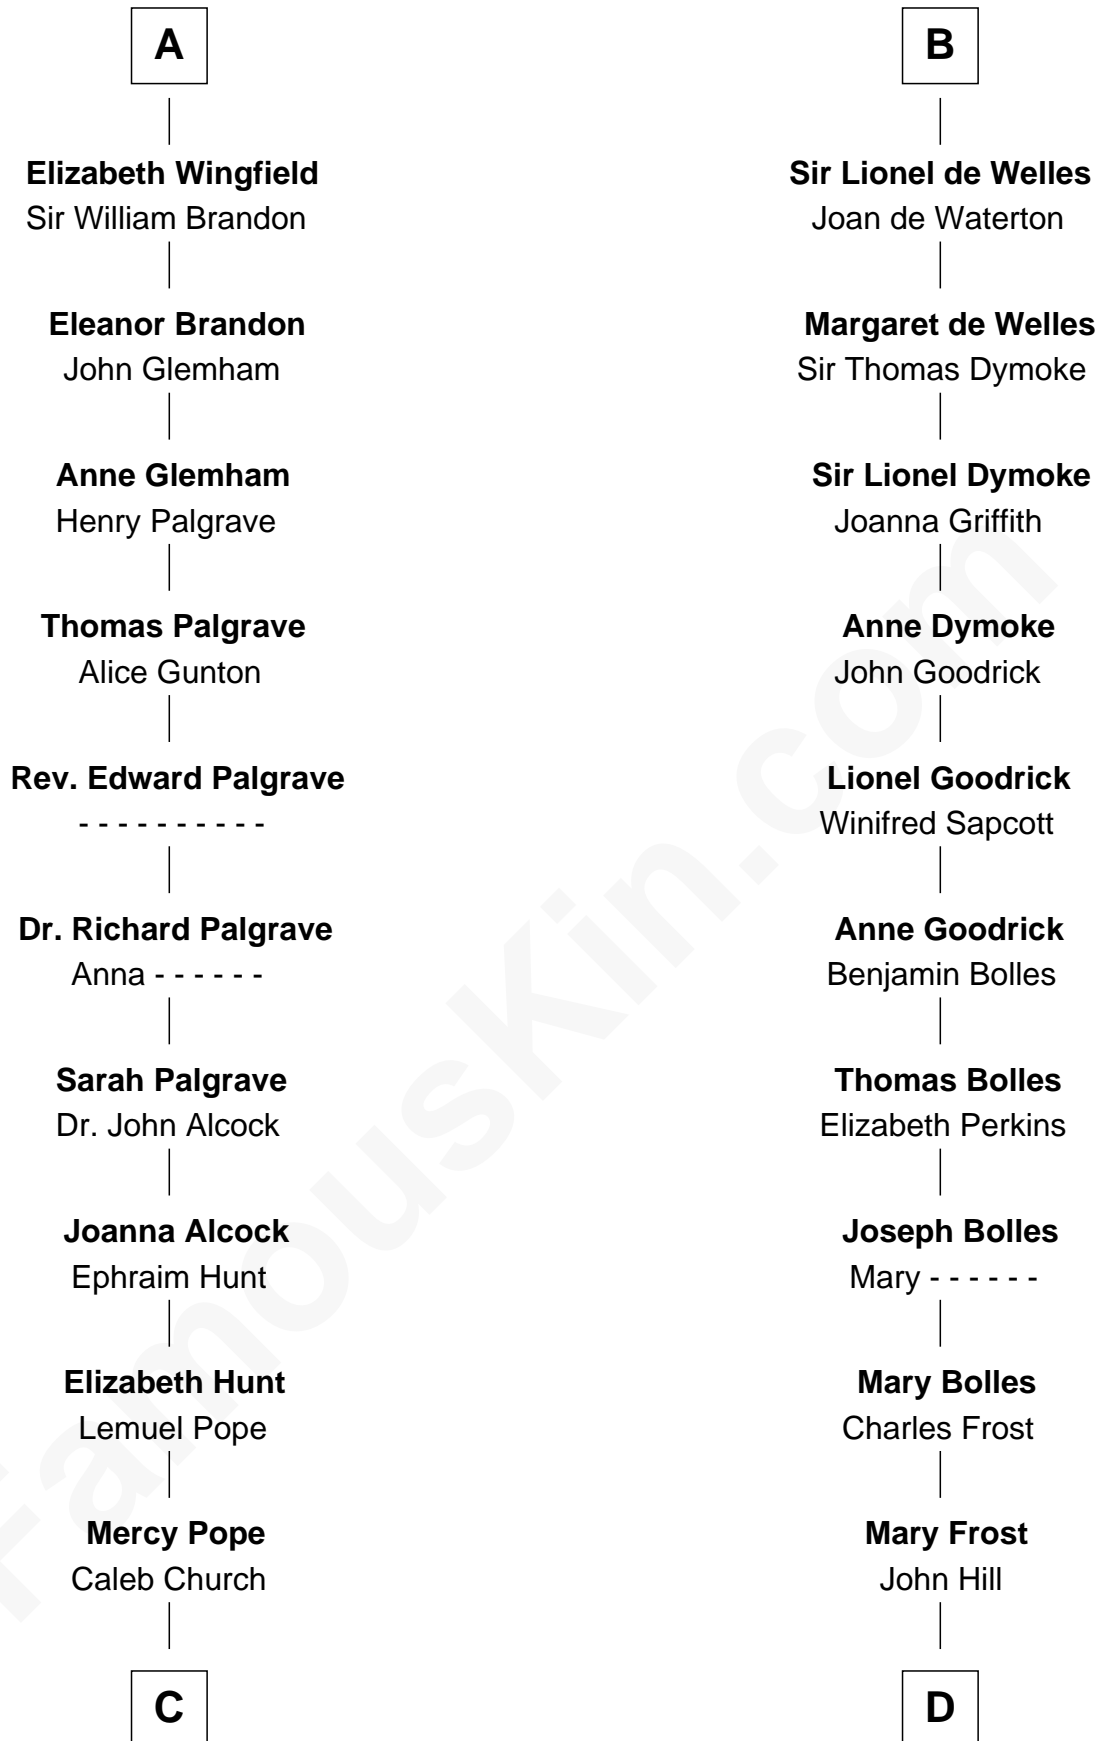 A
Elizabeth Wingfield
Sir William Brandon
Eleanor Brandon
John Glemham
Anne Glemham
Henry Palgrave
Thomas Palgrave
Alice Gunton
Rev. Edward Palgrave
- - - - - - - - - -
Dr. Richard Palgrave
Anna - - - - - -
Sarah Palgrave
Dr. John Alcock
Joanna Alcock
Ephraim Hunt
Elizabeth Hunt
Lemuel Pope
Mercy Pope
Caleb Church
C
B
Sir Lionel de Welles
Joan de Waterton
Margaret de Welles
Sir Thomas Dymoke
Sir Lionel Dymoke
Joanna Griffith
Anne Dymoke
John Goodrick
Lionel Goodrick
Winifred Sapcott
Anne Goodrick
Benjamin Bolles
Thomas Bolles
Elizabeth Perkins
Joseph Bolles
Mary - - - - - -
Mary Bolles
Charles Frost
Mary Frost
John Hill
D
FamousKin.com